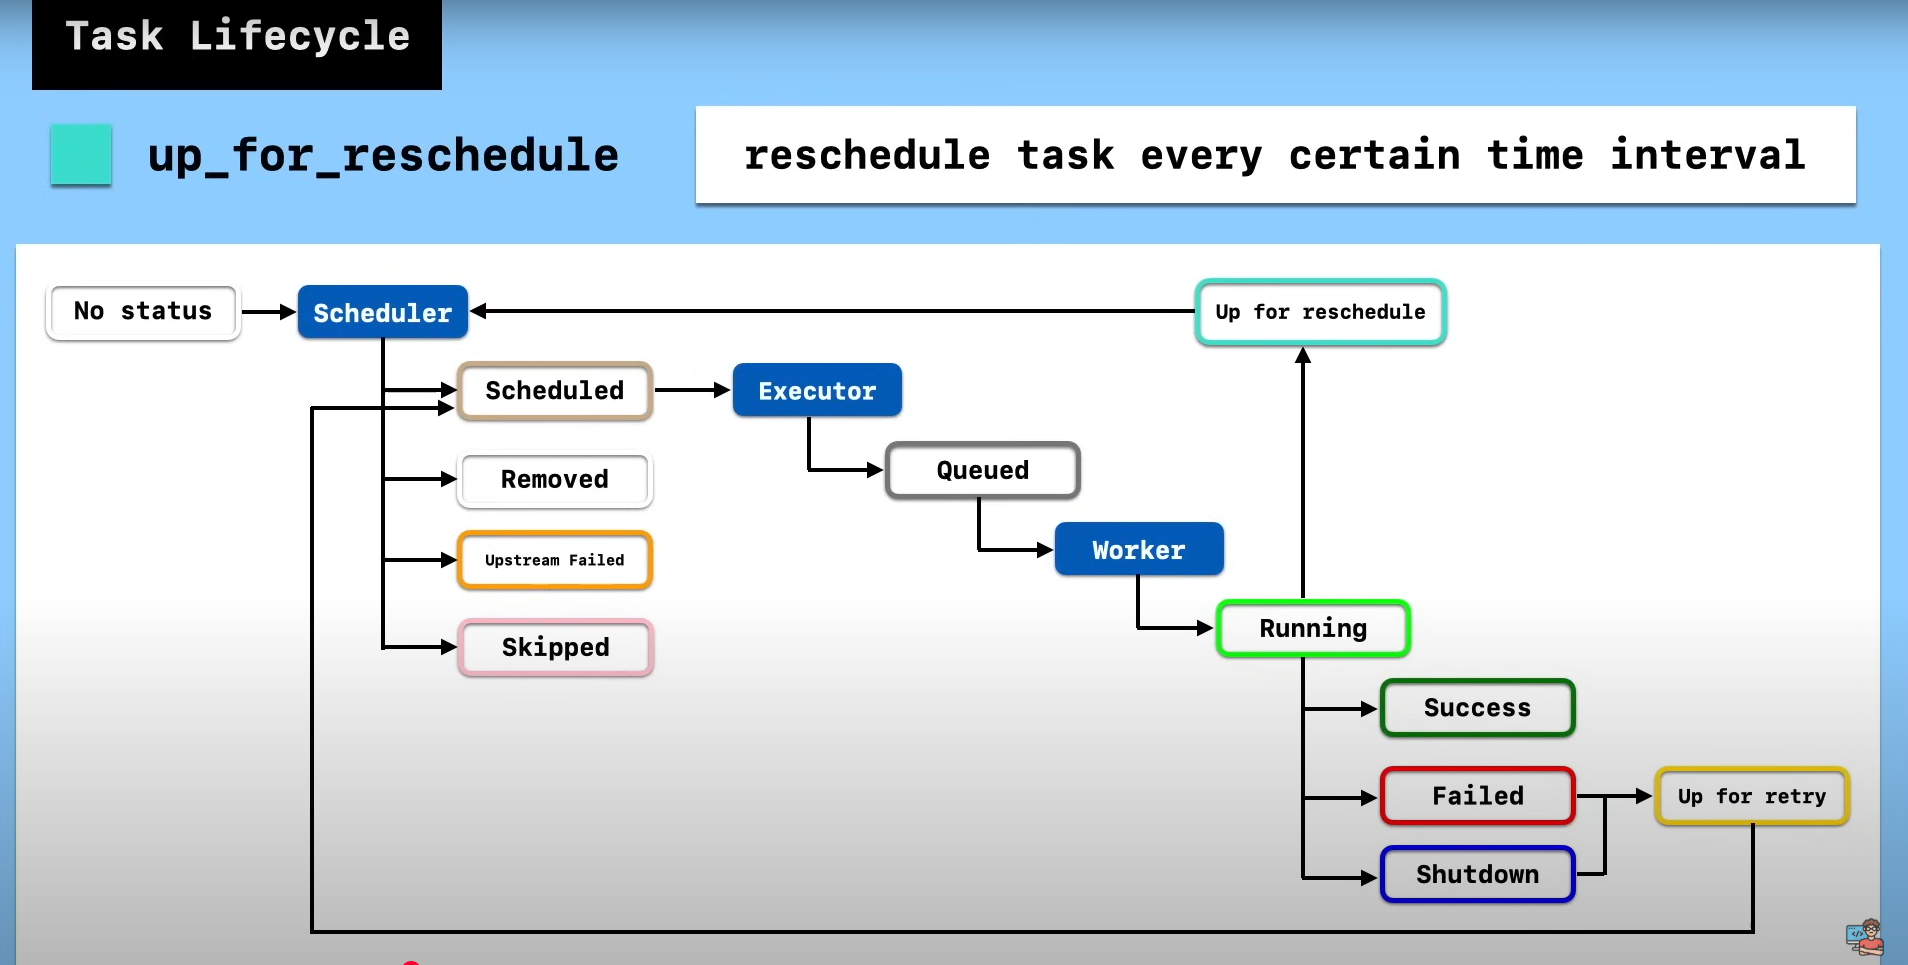 Task Lifecycle
up_for_reschedule
reschedule task every certain time interval
No status
Scheduler
Up for reschedule
Scheduled
Executor
Queued
Removed
Worker
Upstream Failed
Running
Skipped
Success
Failed
Up for retry
Shutdown